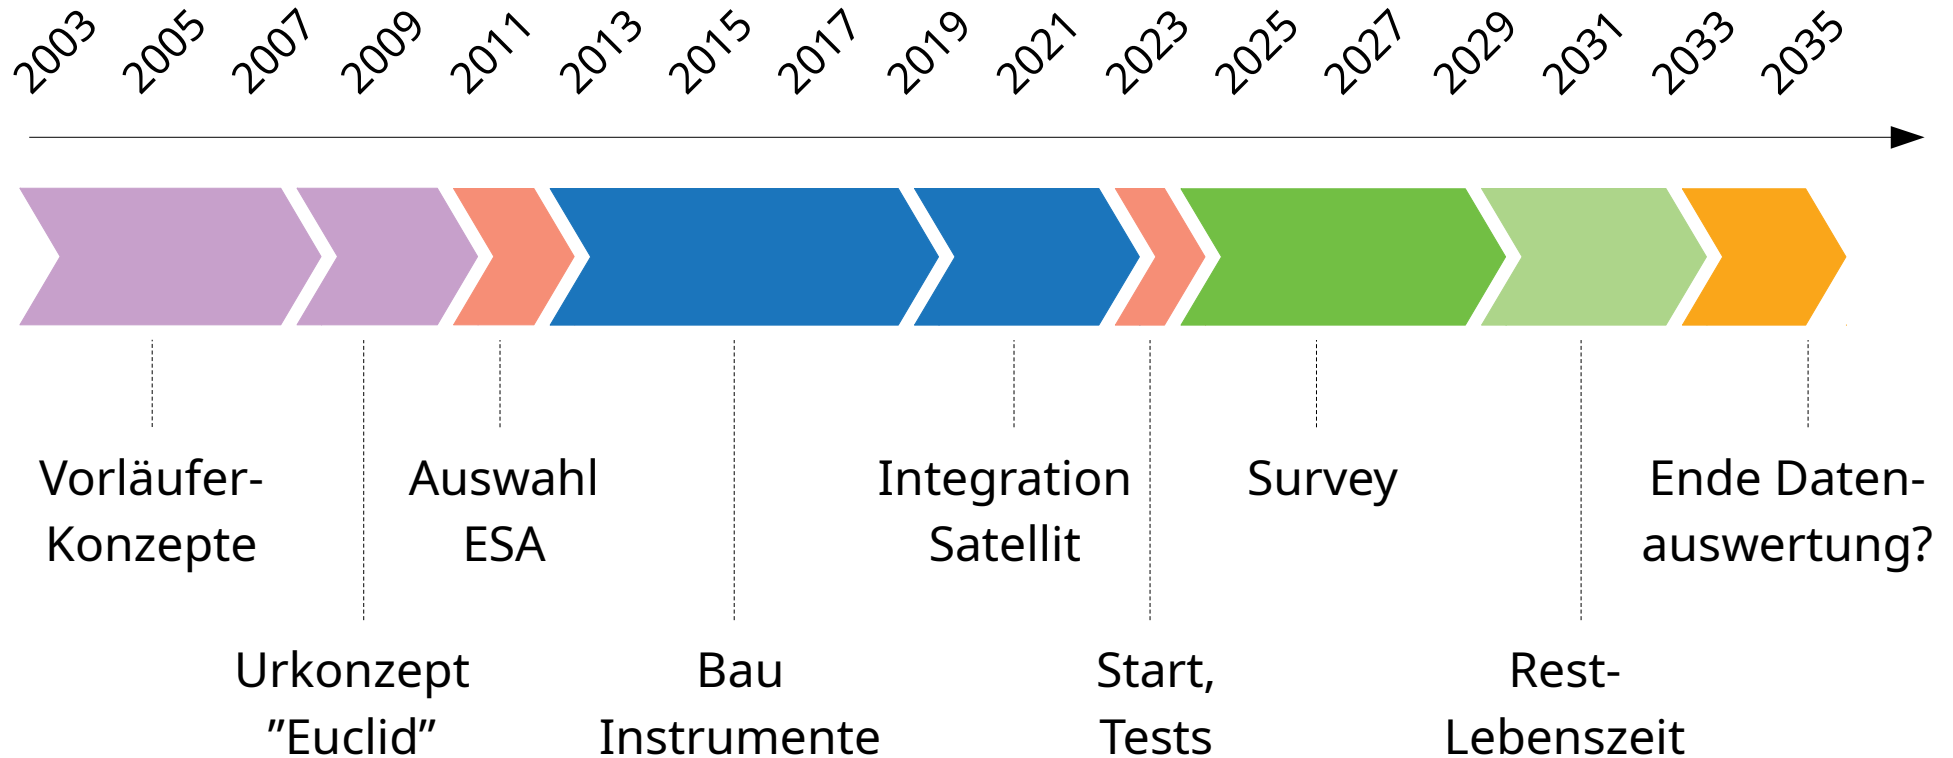 2003 2005 2007 2009 2011 2013 2015 2017 2019 2021 2023 2025 2027 2029 2031 2033 2035
Vorläufer-
Konzepte
Auswahl
ESA
Integration
Satellit
Survey
Ende Daten-
auswertung?
Urkonzept
”Euclid”
Bau
Instrumente
Start,
Tests
Rest-
Lebenszeit